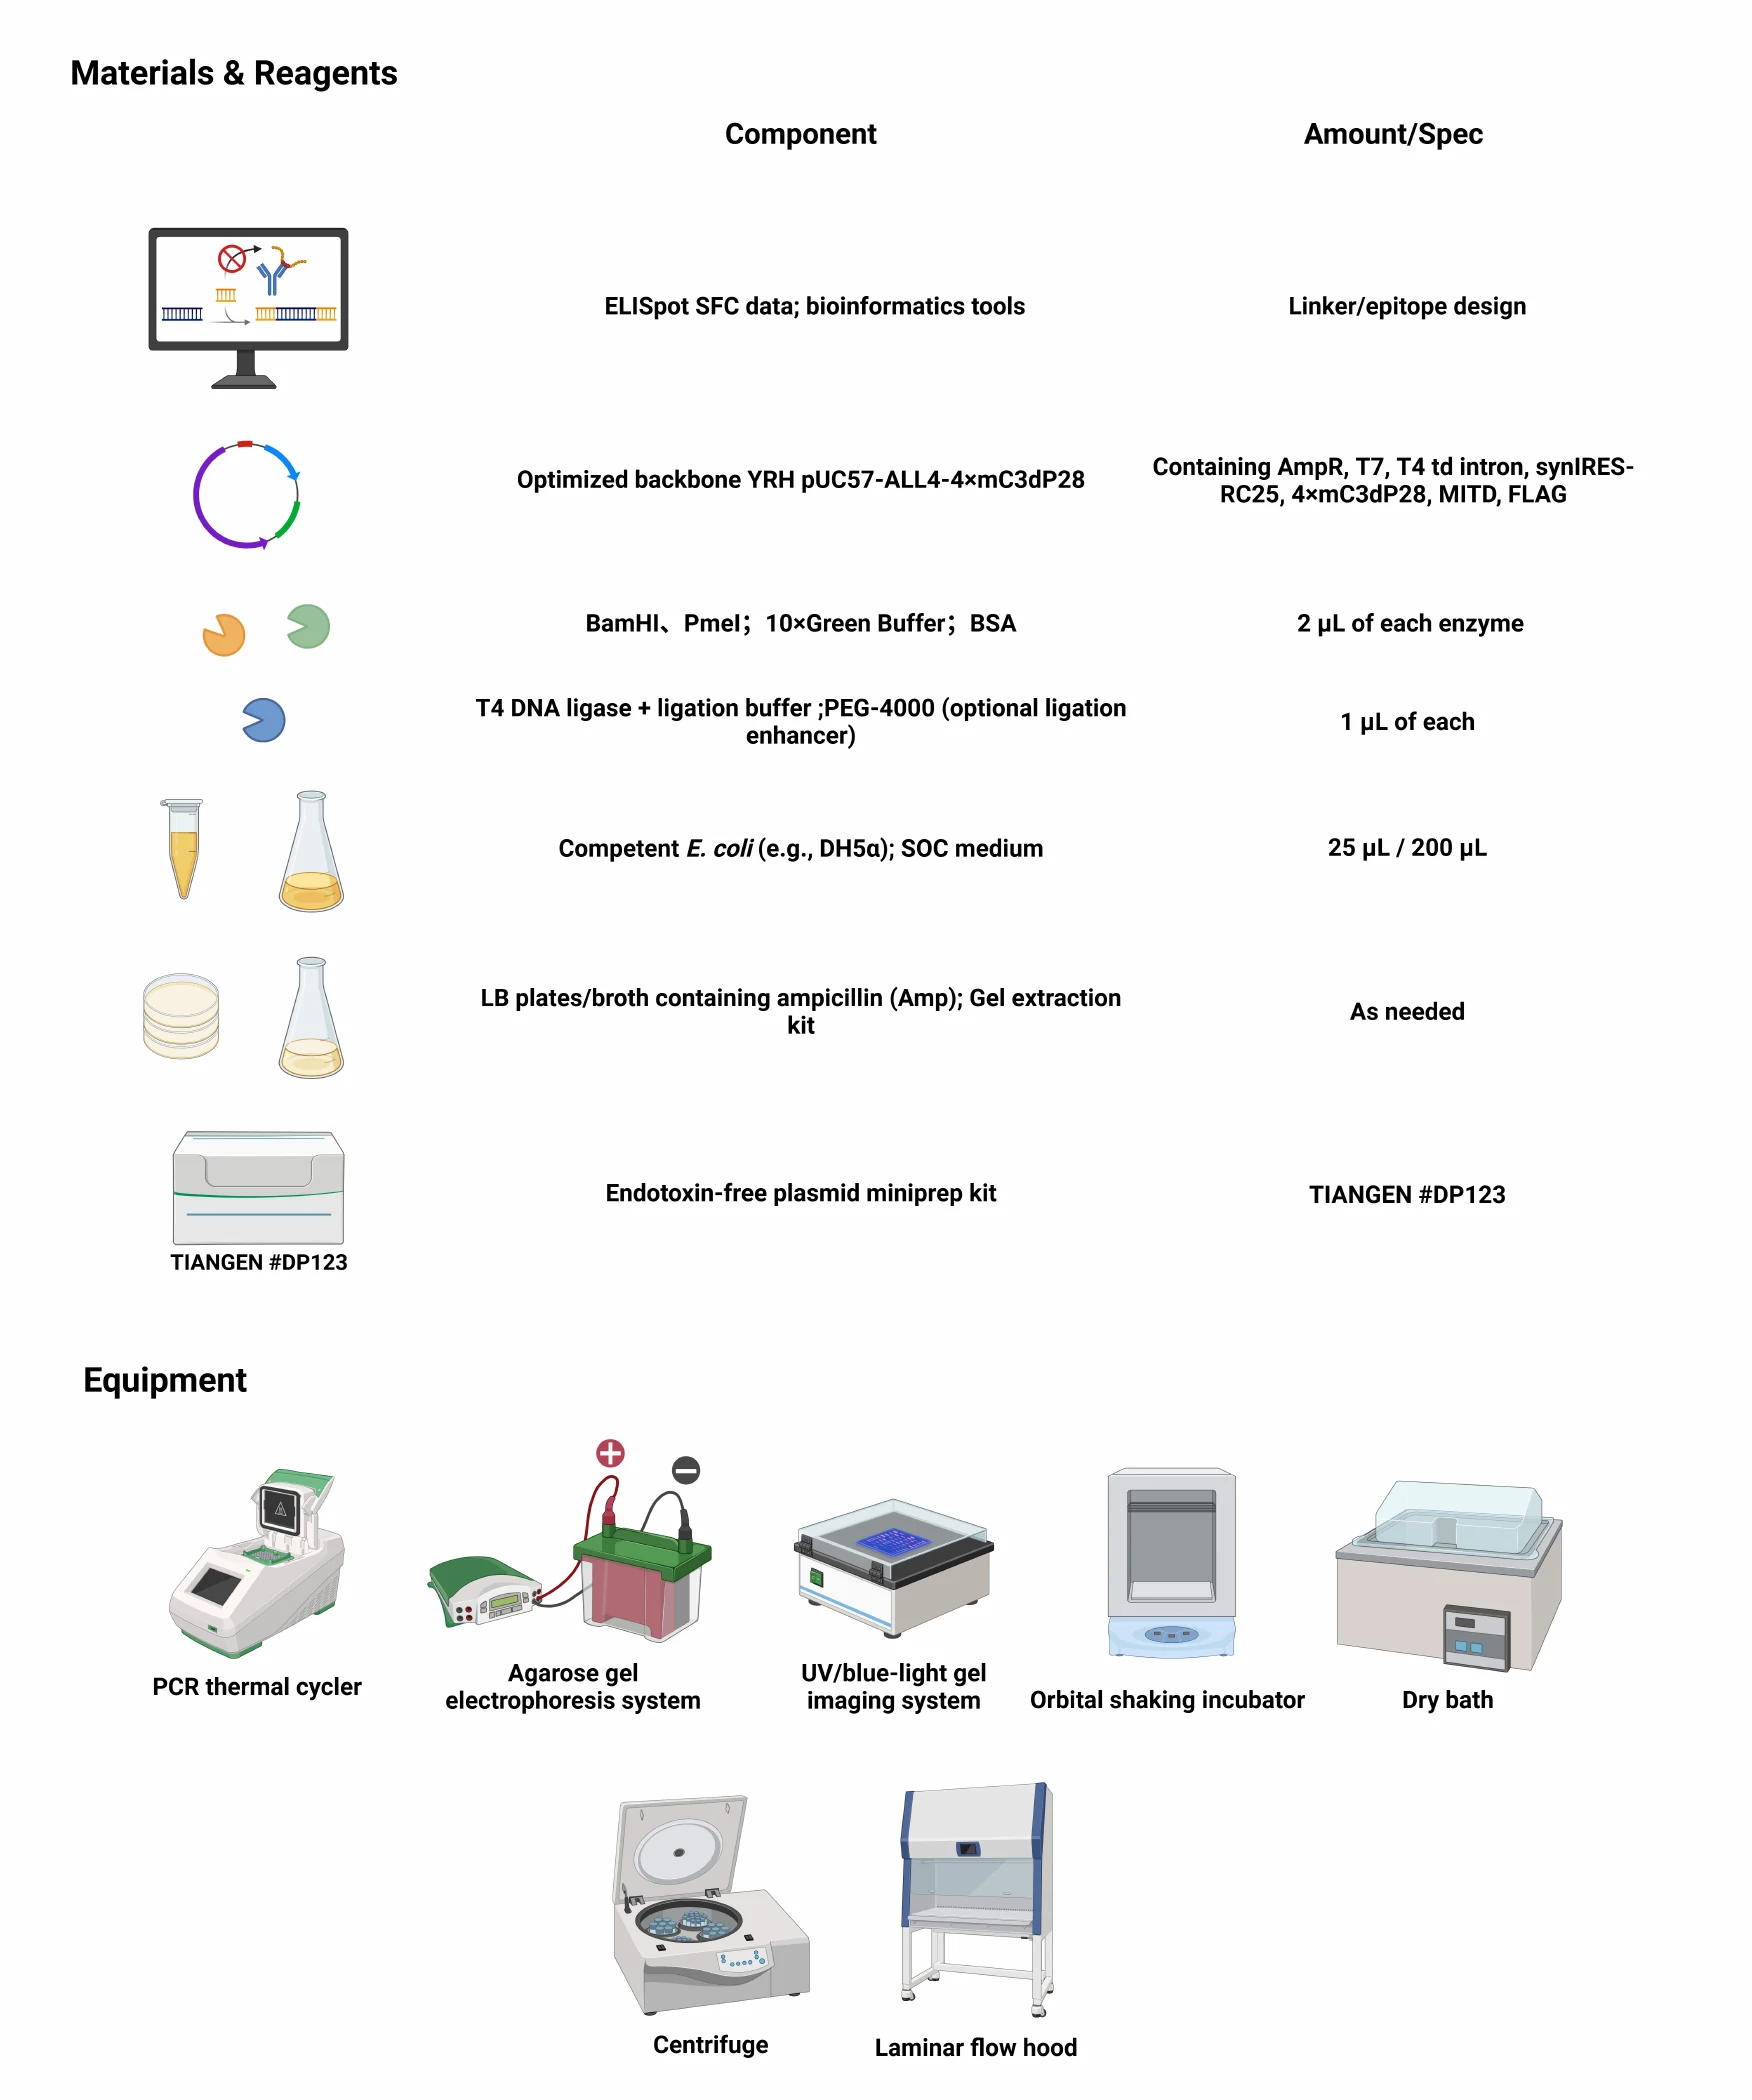 Materials & Reagents
Component
Amount/Spec
ELISpot SFC data; bioinformatics tools
Linker/epitope design
Optimized backbone YRH pUC57-ALL4-4×mC3dP28
Containing AmpR, T7, T4 td intron, synIRES-
RC25, 4×mC3dP28, MITD, FLAG
BamHI、PmeI；10×Green Buffer；BSA
2 μL of each enzyme
T4 DNA ligase + ligation buffer ;PEG-4000 (optional ligation
enhancer)
1 μL of each
Competent E. coli (e.g., DH5α); SOC medium
25 μL / 200 μL
LB plates/broth containing ampicillin (Amp); Gel extraction
kit
As needed
Endotoxin-free plasmid miniprep kit
TIANGEN #DP123
TIANGEN #DP123
Equipment
PCR thermal cycler
Agarose gel
electrophoresis system
UV/blue-light gel
imaging system
Orbital shaking incubator
Dry bath
Centrifuge
Laminar flow hood